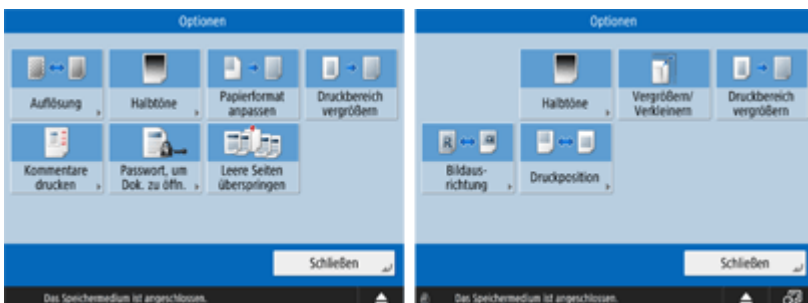 Optionen
Auflösung
Halbtöne
Papierformat
anpassen
Druckbereich
vergrößern
Kommentare
drucken
Passwort, um
Dok. zu öffn.
Leere Seiten
überspringen
Schließen
Das Speichermedium ist angeschlossen.
Optionen
Halbtöne
Vergrößern/
Verkleinern
Druckbereich
vergrößern
Bildaus-
richtung
Druckposition
Schließen
Das Speichermedium ist angeschlossen.